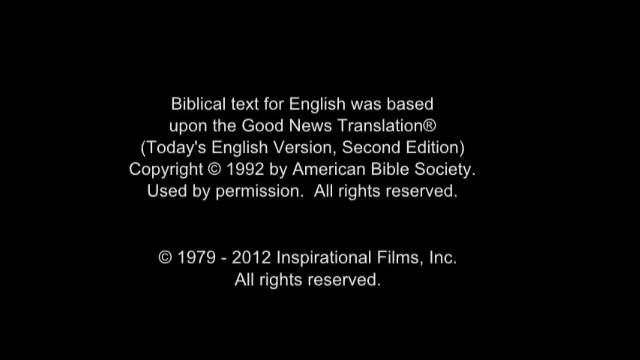 Biblical text for English was based
upon the Good News Translation®
(Today's English Version, Second Edition)
Copyright © 1992 by American Bible Society.
Used by permission.  All rights reserved.
© 1979 - 2012 Inspirational Films, Inc.
All rights reserved.